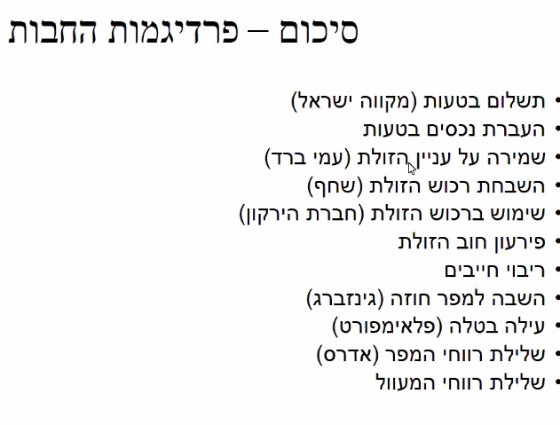 סיכום – פרדיגמות החבות
• תשלום בטעות (מקווה ישראל)
• העברת נכסים בטעות
• שמירה על עניין הזולת (עמי ברד)
• השבחת רכוש הזולת (שחף)
• שימוש ברכוש הזולת (חברת הירקון)
• פירעון חוב הזולת
• ריבוי חייבים
• השבה למפר חוזה (גינזברג)
• עילה בטלה (פלאימפורט)
• שלילת רווחי המפר (אדרס)
• שלילת רווחי המעוול